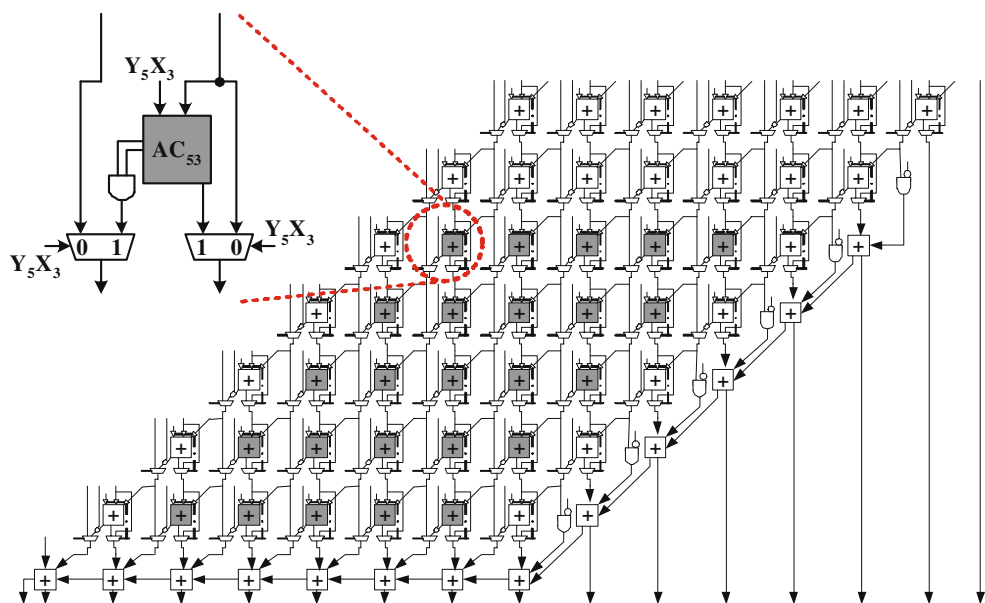 Y5X3
AC53
0 1
1 0
Y5X3
Y5X3
+ + + + + + +
+ + + + + + +
+ + + + + + + +
+ + + + + + + +
+ + + + + + + +
+ + + + + + + +
+ + + + + + + +
+ + + + + + + +